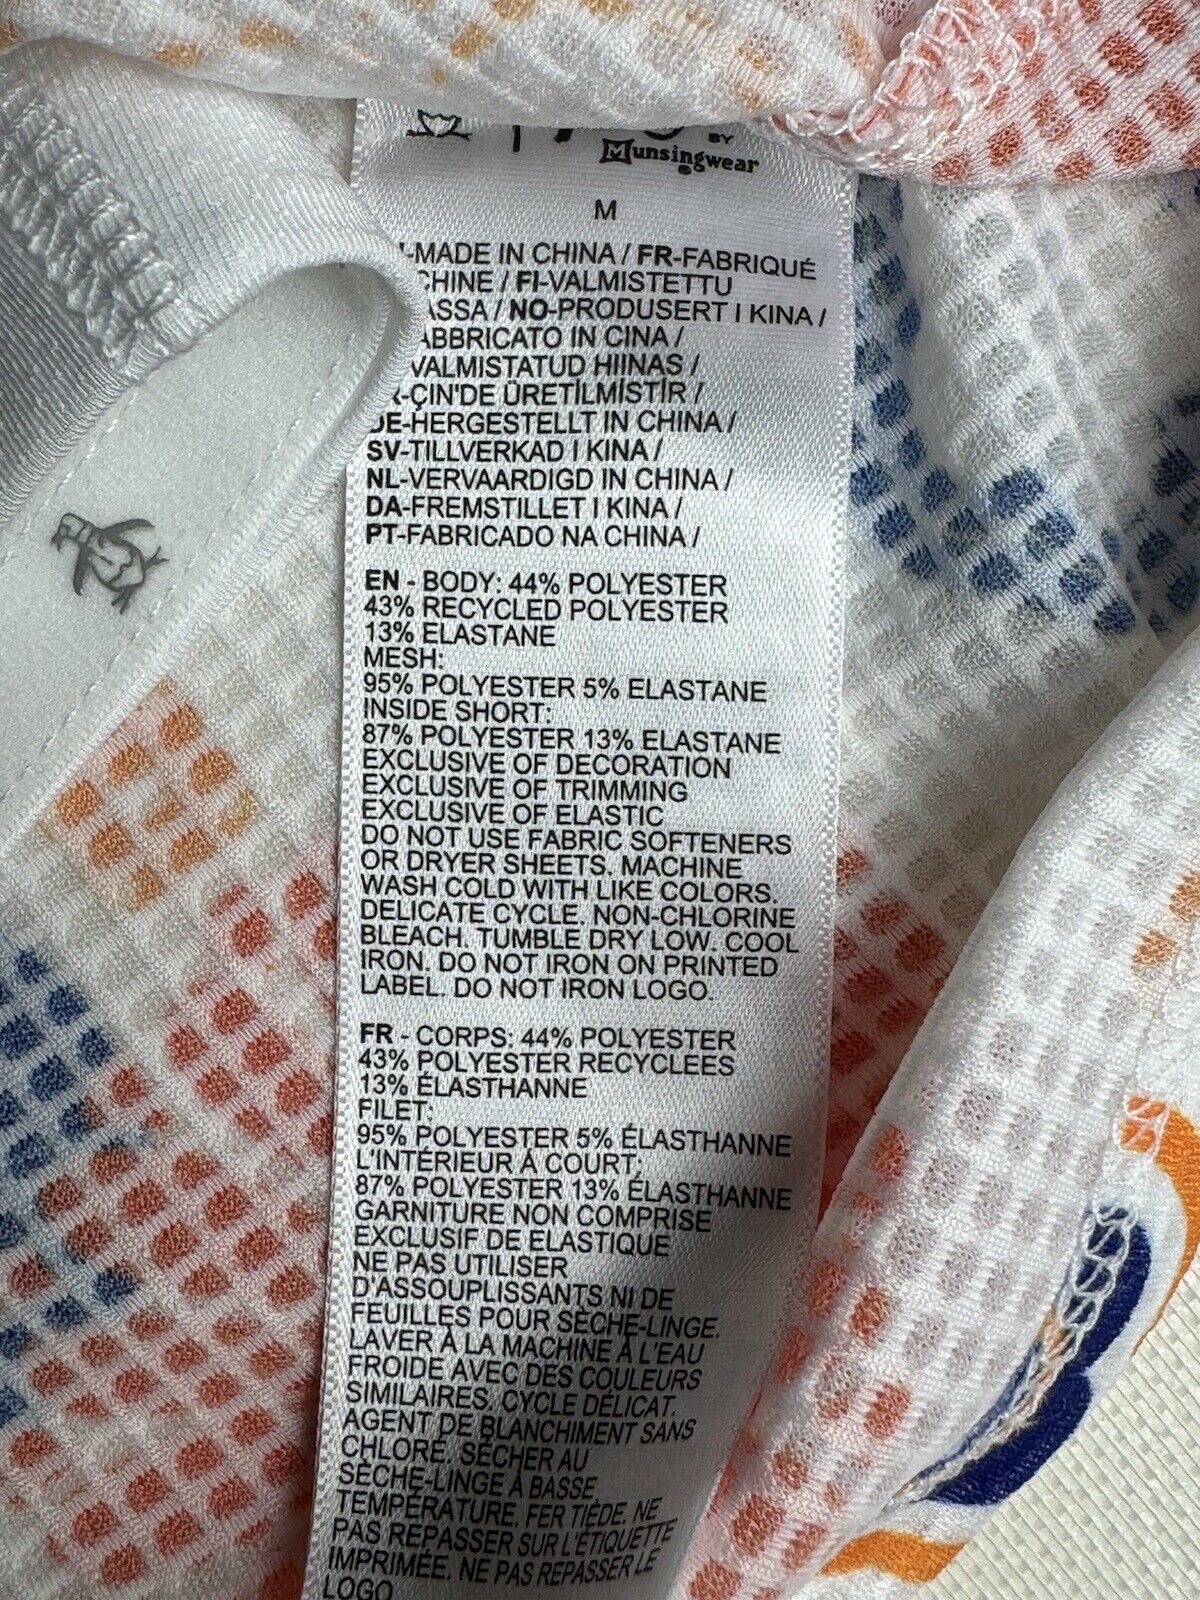 BY
Munsingwear
M
-MADE IN CHINA / FR-FABRIQUÉ
CHINE / FI-VALMISTETTU
ASSA / NO-PRODUSERT I KINA /
ABBRICATO IN CINA /
VALMISTATUD HIINAS /
-ÇIN'DE ÜRETİLMİSTİR /
DE-HERGESTELLT IN CHINA /
SV-TILLVERKAD I KINA /
NL-VERVAARDIGD IN CHINA /
DA-FREMSTILLET I KINA /
PT-FABRICADO NA CHINA /
EN - BODY: 44% POLYESTER
43% RECYCLED POLYESTER
13% ELASTANE
MESH:
95% POLYESTER 5% ELASTANE
INSIDE SHORT:
87% POLYESTER 13% ELASTANE
EXCLUSIVE OF DECORATION
EXCLUSIVE OF TRIMMING
EXCLUSIVE OF ELASTIC
DO NOT USE FABRIC SOFTENERS
OR DRYER SHEETS. MACHINE
WASH COLD WITH LIKE COLORS.
DELICATE CYCLE. NON-CHLORINE
BLEACH. TUMBLE DRY LOW. COOL
IRON. DO NOT IRON ON PRINTED
LABEL. DO NOT IRON LOGO.
FR - CORPS: 44% POLYESTER
43% POLYESTER RECYCLEES
13% ÉLASTHANNE
FILET:
95% POLYESTER 5% ÉLASTHANNE
L'INTÉRIEUR À COURT:
87% POLYESTER 13% ÉLASTHANNE
GARNITURE NON COMPRISE
EXCLUSIF DE ELASTIQUE
NE PAS UTILISER
D'ASSOUPLISSANTS NI DE
FEUILLES POUR SÈCHE-LINGE.
LAVER À LA MACHINE À L'EAU
FROIDE AVEC DES COULEURS
SIMILAIRES. CYCLE DÉLICAT.
AGENT DE BLANCHIMENT SANS
CHLORE. SÉCHER AU
SÈCHE-LINGE À BASSE
TEMPÉRATURE. FER TIÈDE. NE
PAS REPASSER SUR L'ÉTIQUETTE
IMPRIMÉE. NE PAS REPASSER LE
LOGO